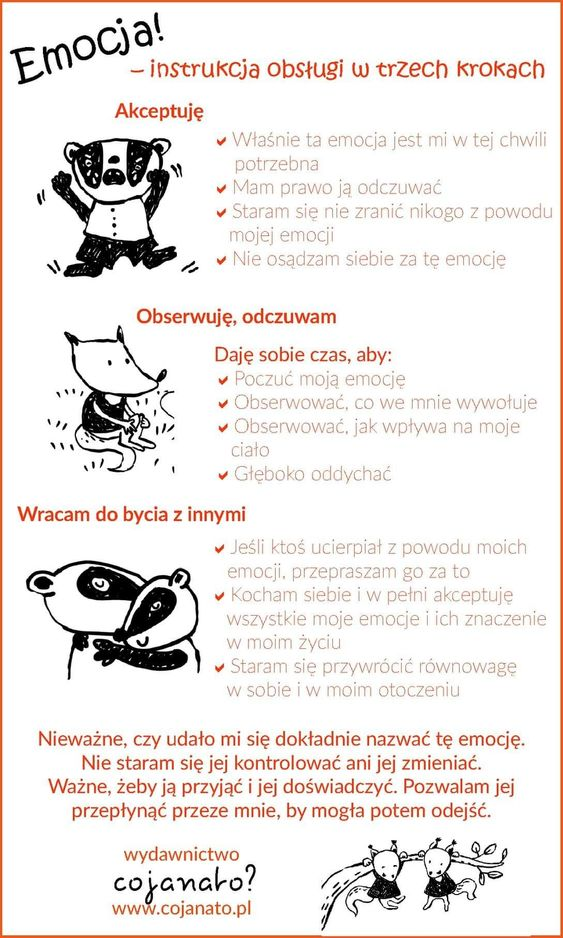 Emocja!
– instrukcja obsługi w trzech krokach
Akceptuję
Właśnie ta emocja jest mi w tej chwili
potrzebna
Mam prawo ją odczuwać
Staram się nie zranić nikogo z powodu
mojej emocji
Nie osądzam siebie za tę emocję
Obserwuję, odczuwam
Daję sobie czas, aby:
Poczuć moją emocję
Obserwować, co we mnie wywołuje
Obserwować, jak wpływa na moje
ciało
Głęboko oddychać
Wracam do bycia z innymi
Jeśli ktoś ucierpiał z powodu moich
emocji, przepraszam go za to
Kocham siebie i w pełni akceptuję
wszystkie moje emocje i ich znaczenie
w moim życiu
Staram się przywrócić równowagę
w sobie i w moim otoczeniu
Nieważne, czy udało mi się dokładnie nazwać tę emocję.
Nie staram się jej kontrolować ani jej zmieniać.
Ważne, żeby ją przyjąć i jej doświadczyć. Pozwalam jej
przepłynąć przeze mnie, by mogła potem odejść.
wydawnictwo
cojanato?
www.cojanato.pl